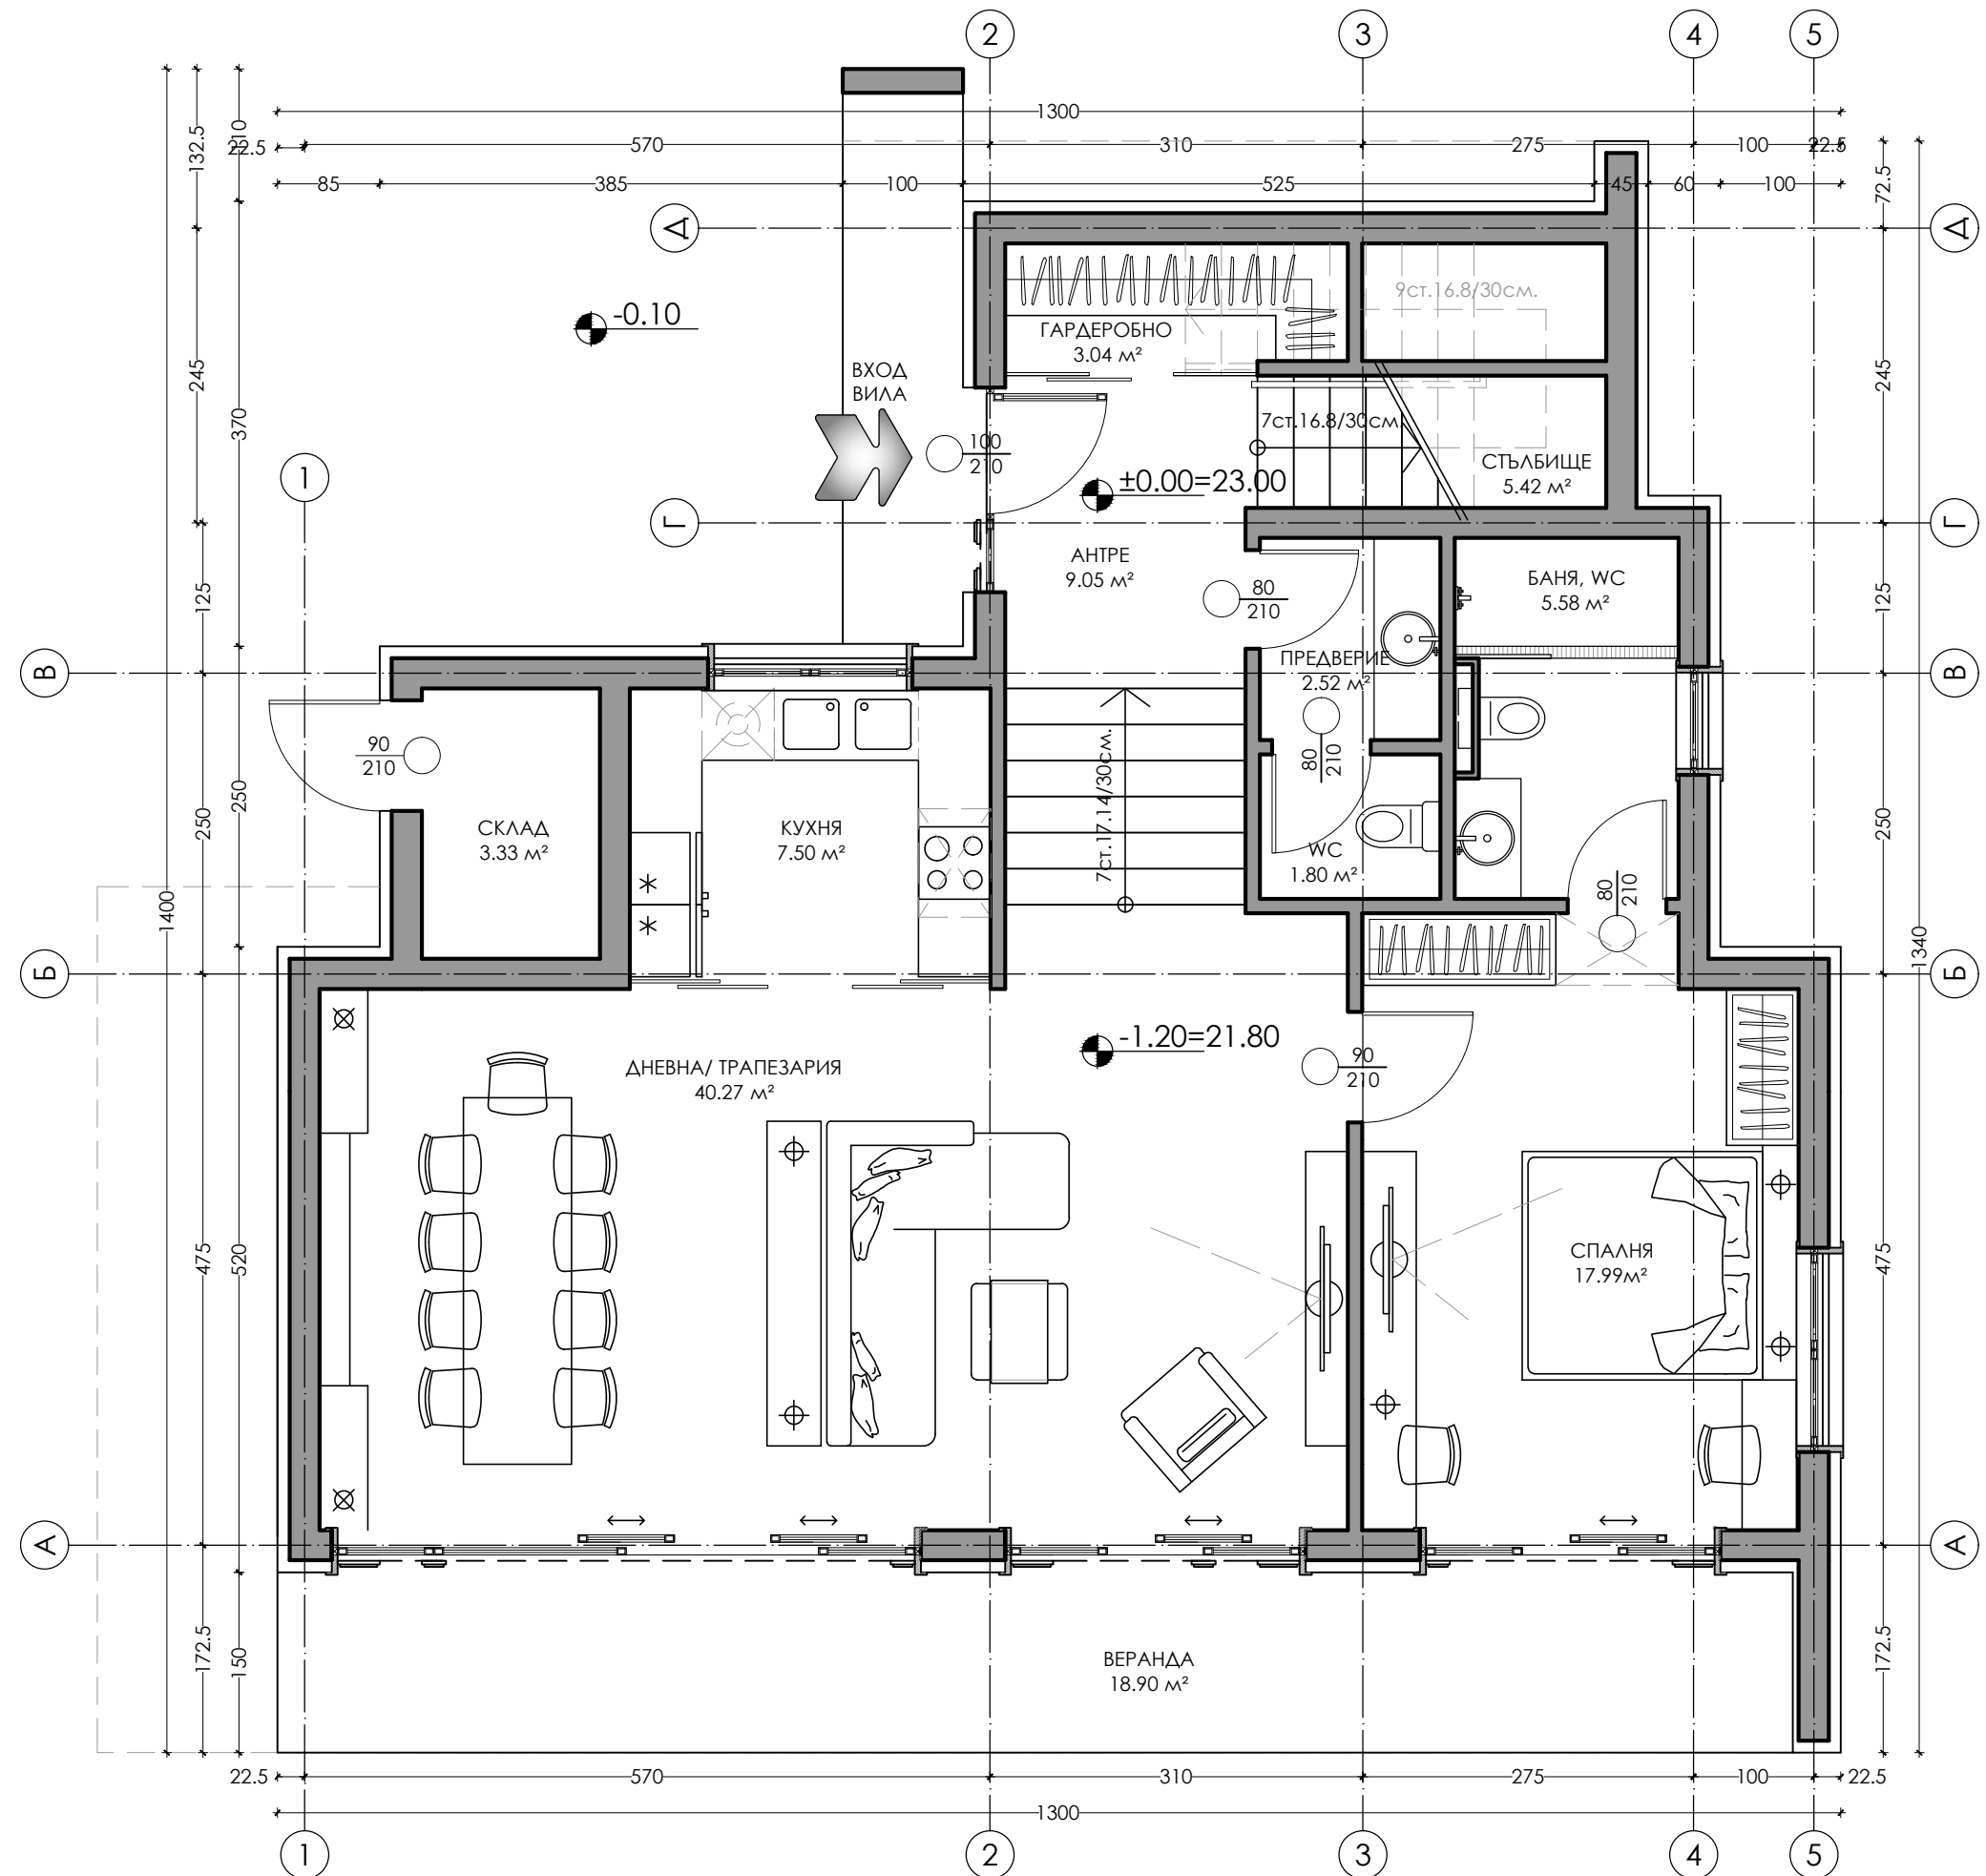 2
3
4
5
1300
22.5
570
310
275
100
22.5
85
385
100
525
45
60
100
132.5
210
72.5
Д
Д
-0.10
ГАРДЕРОБНО
3.04 м²
9ст.16.8/30см.
245
370
245
ВХОД
ВИЛА
100
210
7ст.16.8/30см.
СТЪЛБИЩЕ
5.42 м²
±0.00=23.00
1
Г
Г
АНТРЕ
9.05 м²
80
210
БАНЯ, WC
5.58 м²
125
125
В
В
ПРЕДВЕРИЕ
2.52 м²
80
210
90
210
7ст.17.14/30см.
СКЛАД
3.33 м²
КУХНЯ
7.50 м²
WC
1.80 м²
80
210
250
250
250
1400
1340
Б
Б
-1.20=21.80
ДНЕВНА/ ТРАПЕЗАРИЯ
40.27 м²
90
210
СПАЛНЯ
17.99м²
475
520
475
А
А
ВЕРАНДА
18.90 м²
172.5
150
172.5
22.5
570
310
275
100
22.5
1300
1
2
3
4
5